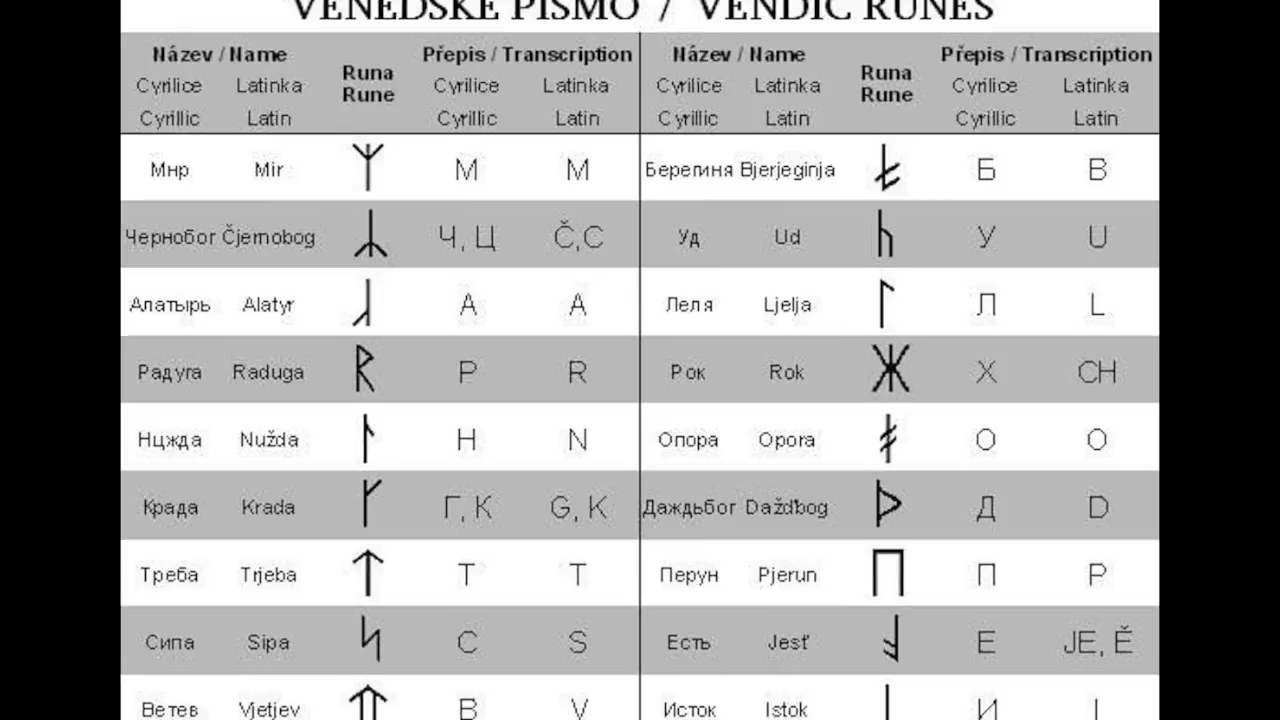 VENEDSKÉ PÍSMO / VENDIC RUNES
Název / Name Runa Přepis / Transcription Název / Name Runa Přepis / Transcription
Cyrilice Latinka Rune Cyrilice Latinka Cyrilice Latinka Rune Cyrilice Latinka
Cyrillic Latin Cyrillic Latin Cyrillic Latin Cyrillic Latin
Мнр Mir ᛉ М M Берегиня Bjerjeginja Б B
Чернобог Čjernobog ᛦ Ч, Ц Č,C Уд Ud ᚢ У U
Алатырь Alatyr А A Леля Ljelja ᛚ Л L
Радуга Raduga ᚱ Р R Рок Rok Х CH
Нцжда Nužda Н N Опора Opora О O
Крада Krada ᚴ Г, К G, K Даждьбог Dažďbog ᚦ Д D
Треба Trjeba ᛏ Т T Перун Pjerun П P
Сипа Sipa ᛋ С S Есть Jesť Е JE, Ě
Ветев Vjetjev В V Исток Istok ᛁ И I